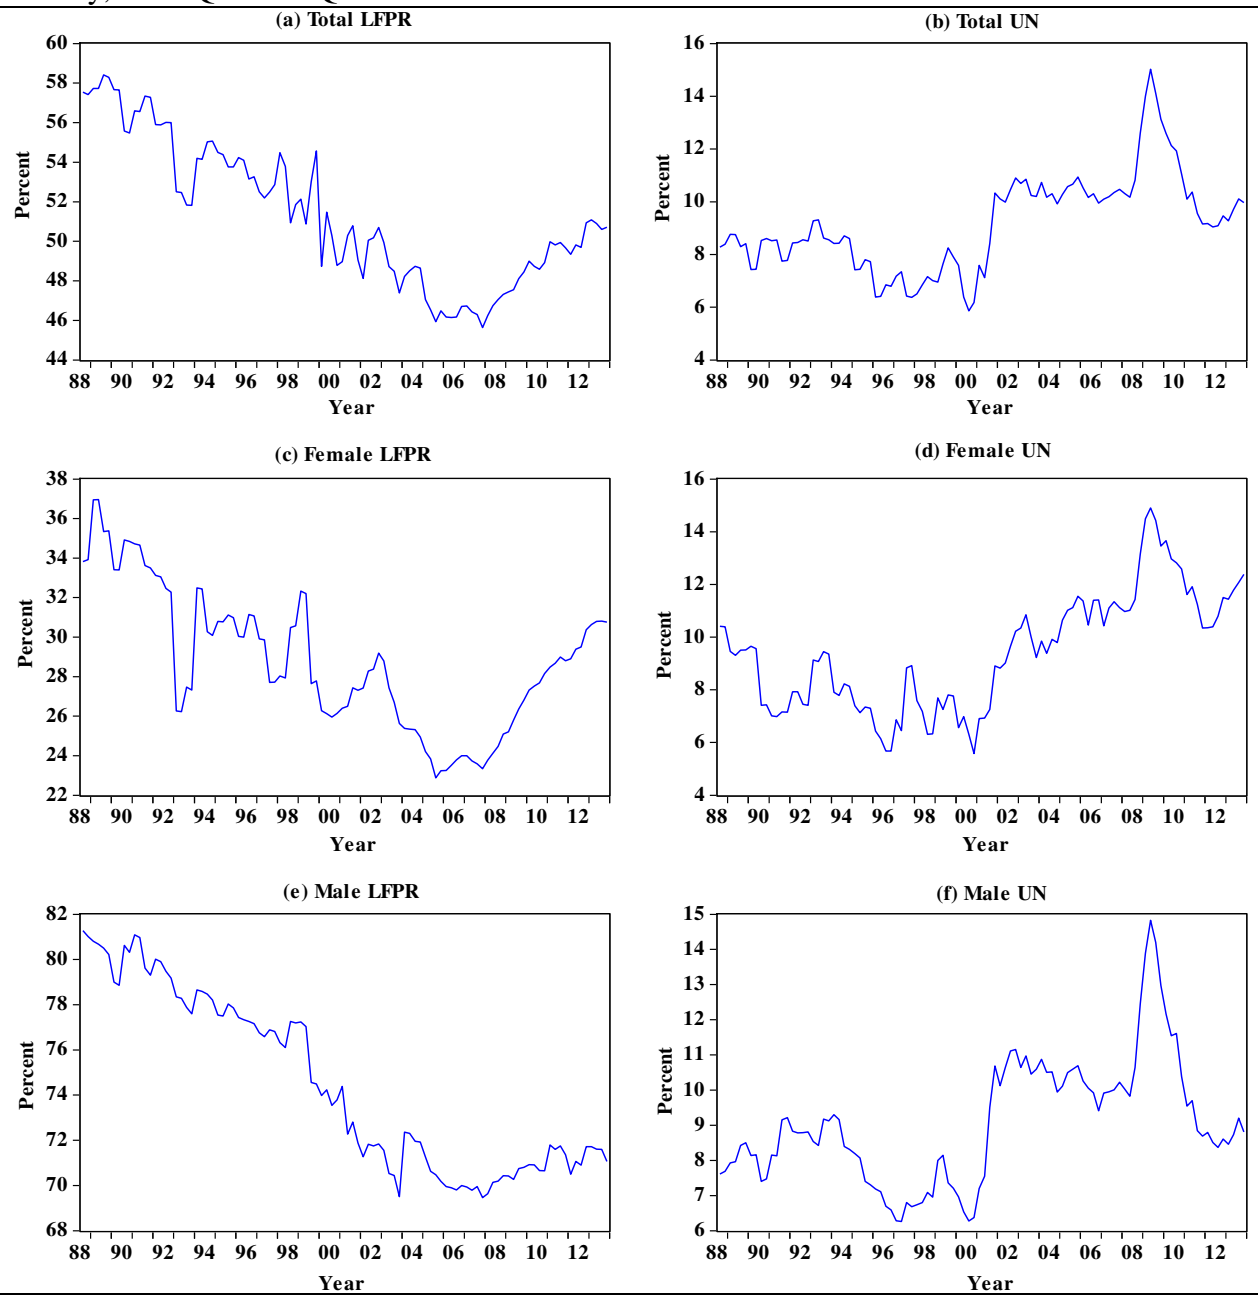 (a) Total LFPR
60
58
56
54
52
50
48
46
44
Percent
88 90 92 94 96 98 00 02 04 06 08 10 12
Year
(b) Total UN
16
14
12
10
8
6
4
Percent
88 90 92 94 96 98 00 02 04 06 08 10 12
Year
(c) Female LFPR
38
36
34
32
30
28
26
24
22
Percent
88 90 92 94 96 98 00 02 04 06 08 10 12
Year
(d) Female UN
16
14
12
10
8
6
4
Percent
88 90 92 94 96 98 00 02 04 06 08 10 12
Year
(e) Male LFPR
82
80
78
76
74
72
70
68
Percent
88 90 92 94 96 98 00 02 04 06 08 10 12
Year
(f) Male UN
15
14
13
12
11
10
9
8
7
6
Percent
88 90 92 94 96 98 00 02 04 06 08 10 12
Year